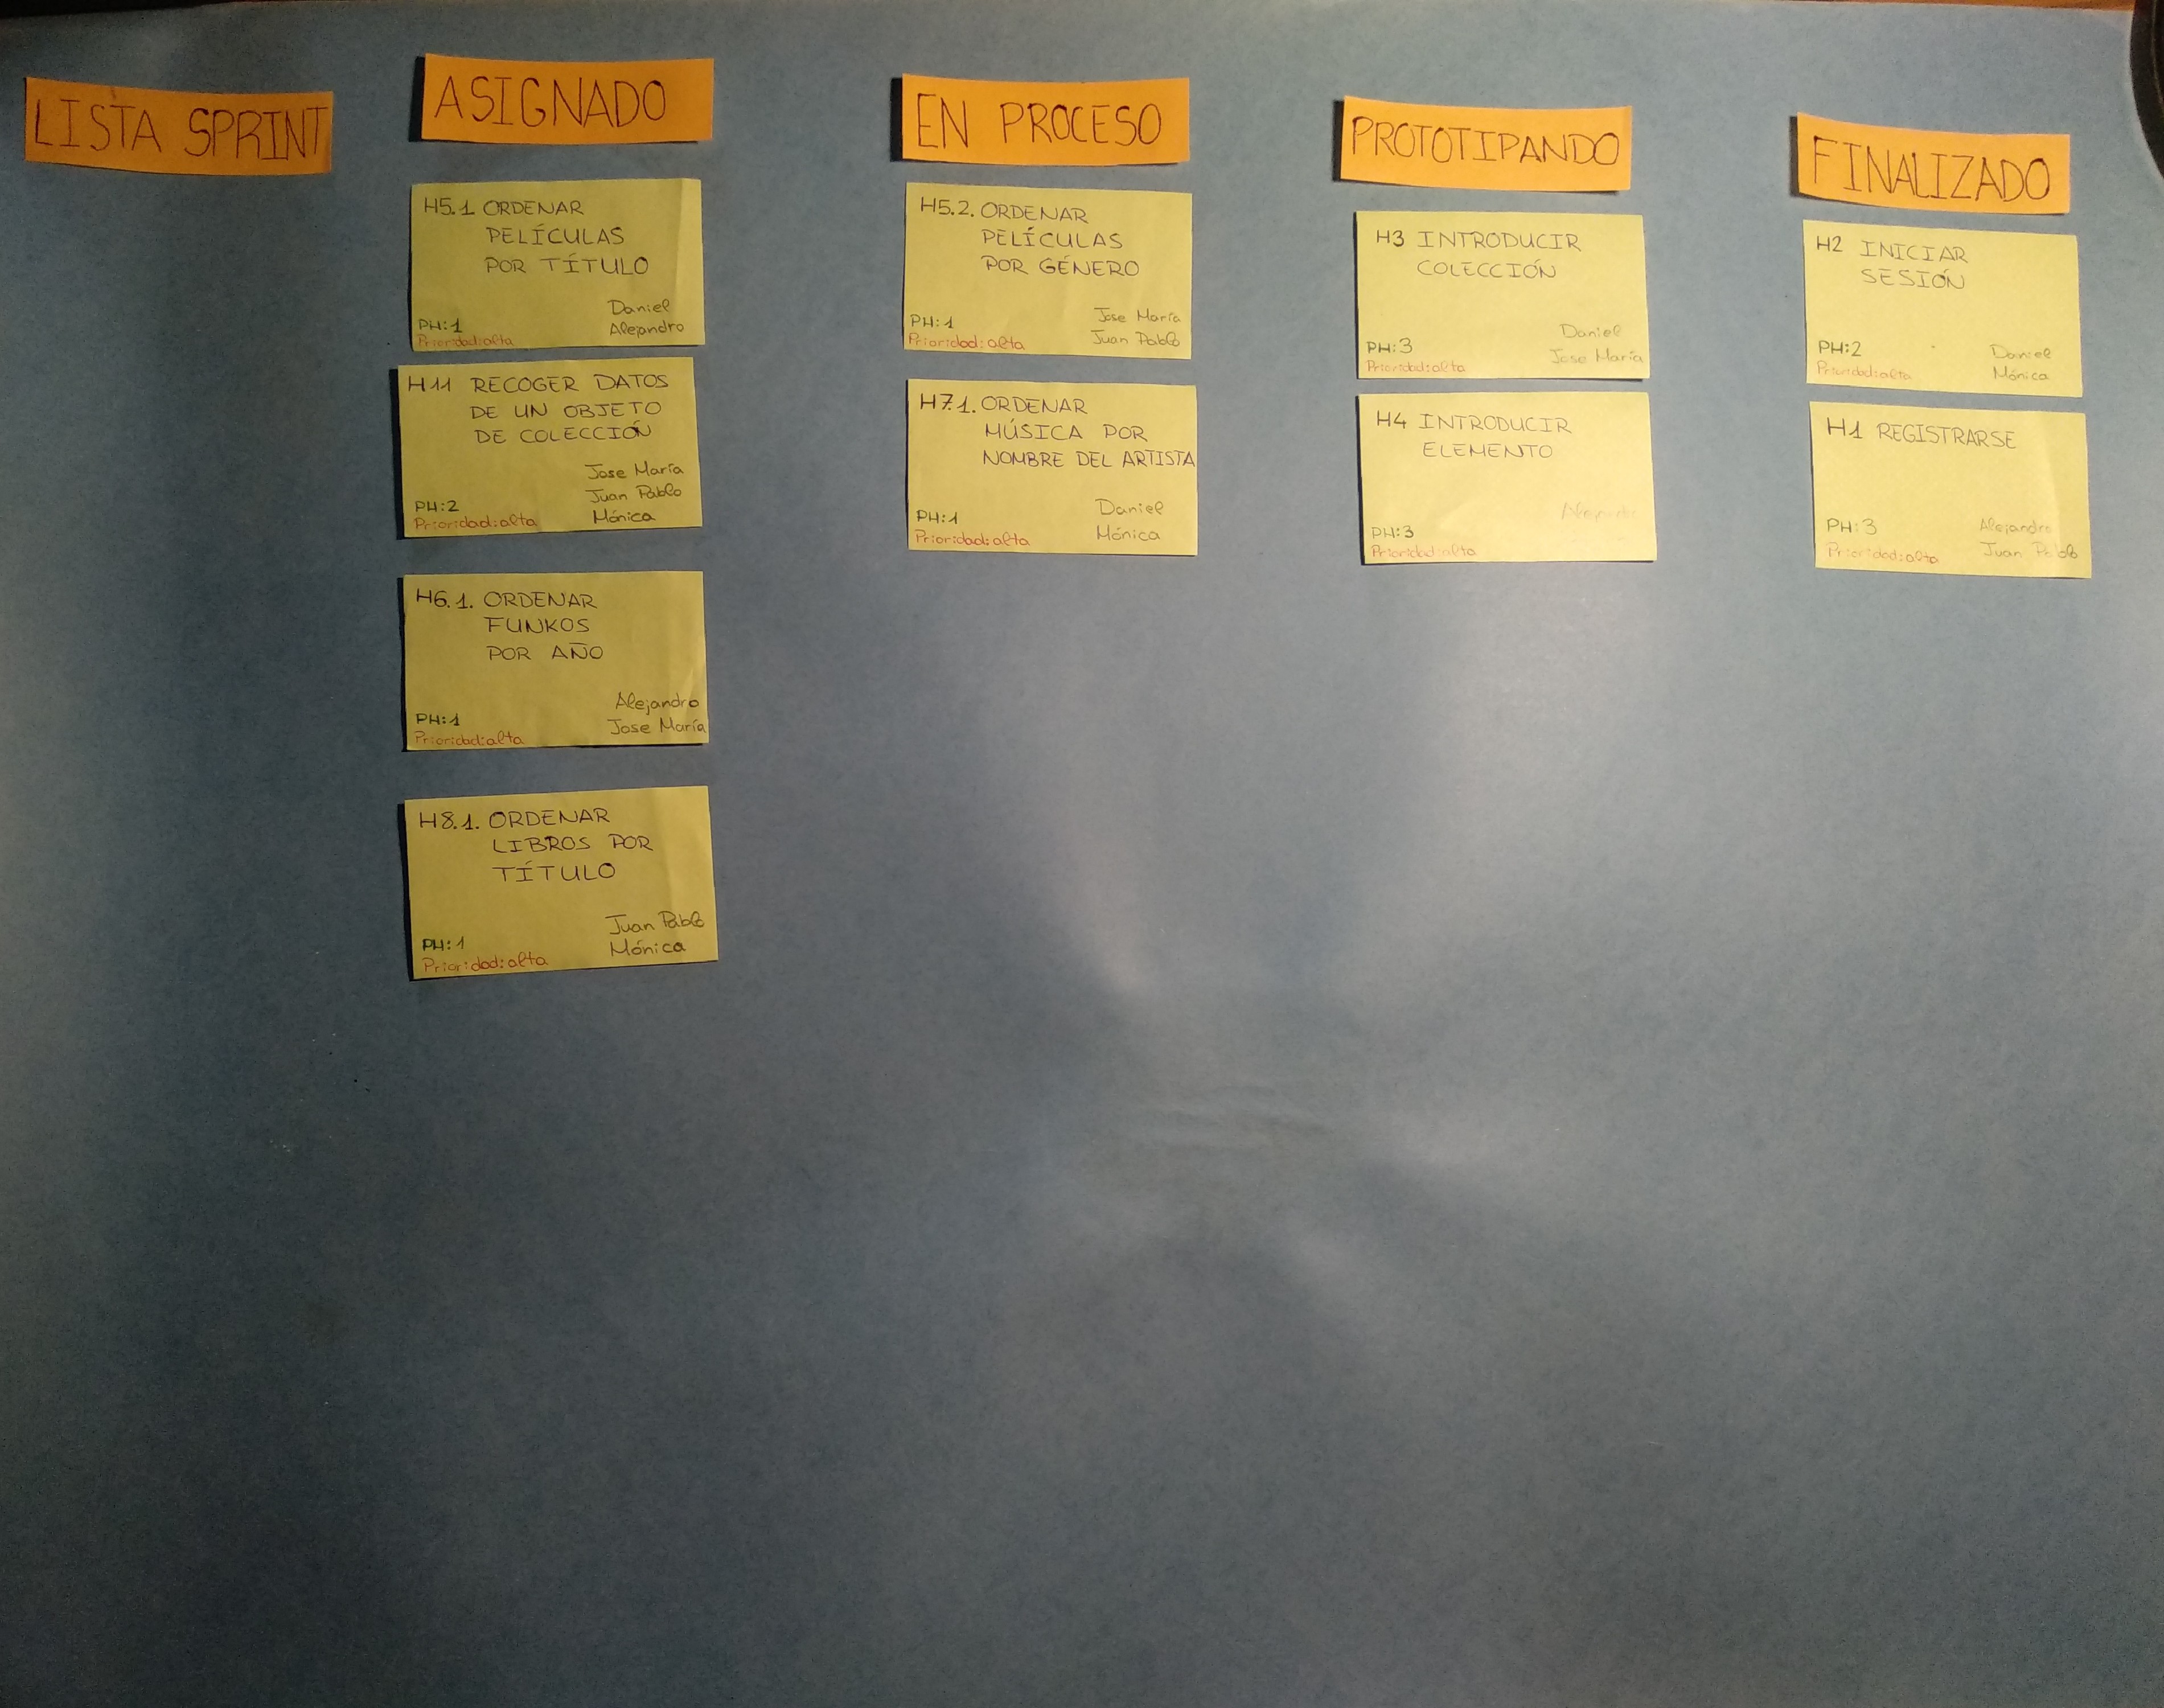 LISTA SPRINT
ASIGNADO
H5.1 ORDENAR
PELÍCULAS
POR TÍTULO
Daniel
Alejandro
PH:1
Prioridad:alta
H11 RECOGER DATOS
DE UN OBJETO
DE COLECCIÓN
Jose María
Juan Pablo
Mónica
PH:2
Prioridad:alta
H6.1. ORDENAR
FUNKOS
POR AÑO
Alejandro
Jose María
PH:1
Prioridad:alta
H8.1. ORDENAR
LIBROS POR
TÍTULO
Juan Pablo
Mónica
PH:1
Prioridad:alta
EN PROCESO
H5.2. ORDENAR
PELÍCULAS
POR GÉNERO
Jose María
Juan Pablo
PH:1
Prioridad:alta
H7.1. ORDENAR
MÚSICA POR
NOMBRE DEL ARTISTA
Daniel
Mónica
PH:1
Prioridad:alta
PROTOTIPANDO
H3 INTRODUCIR
COLECCIÓN
Daniel
Jose María
PH:3
Prioridad:alta
H4 INTRODUCIR
ELEMENTO
PH:3
Prioridad:alta
FINALIZADO
H2 INICIAR
SESIÓN
Daniel
Mónica
PH:2
Prioridad:alta
H1 REGISTRARSE
Alejandro
Juan Pablo
PH:3
Prioridad:alta